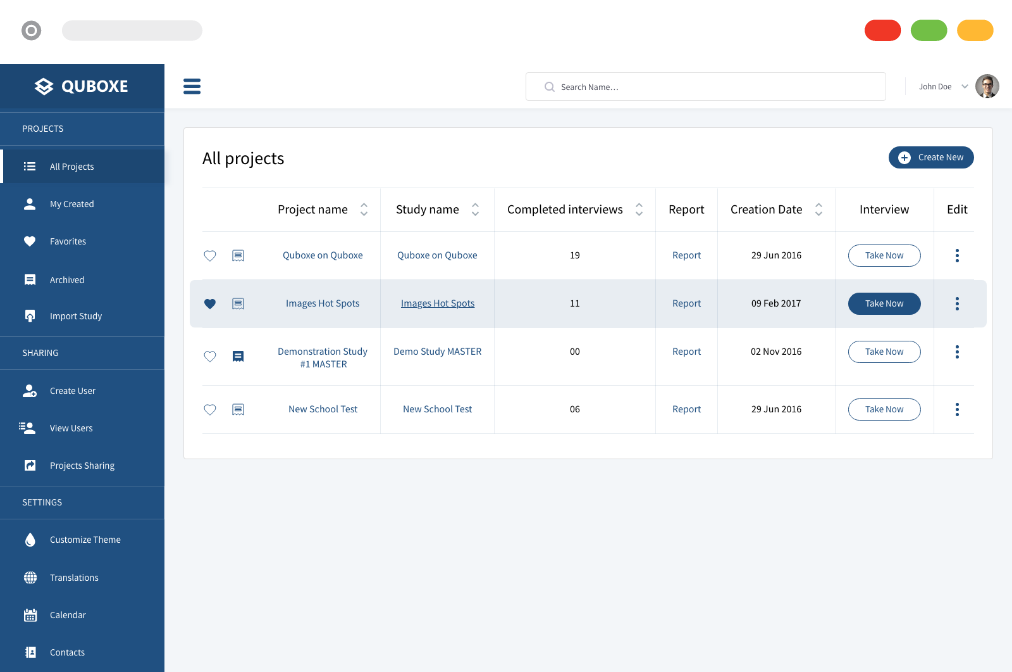 QUBOXE
Search Name...
John Doe
PROJECTS
All Projects
My Created
Favorites
Archived
Import Study
SHARING
Create User
View Users
Projects Sharing
SETTINGS
Customize Theme
Translations
Calendar
Contacts
All projects
Create New
Project name Study name Completed interviews Report Creation Date Interview Edit
Quboxe on Quboxe Quboxe on Quboxe 19 Report 29 Jun 2016 Take Now
Images Hot Spots Images Hot Spots 11 Report 09 Feb 2017 Take Now
Demonstration Study Demo Study MASTER 00 Report 02 Nov 2016 Take Now
#1 MASTER
New School Test New School Test 06 Report 29 Jun 2016 Take Now